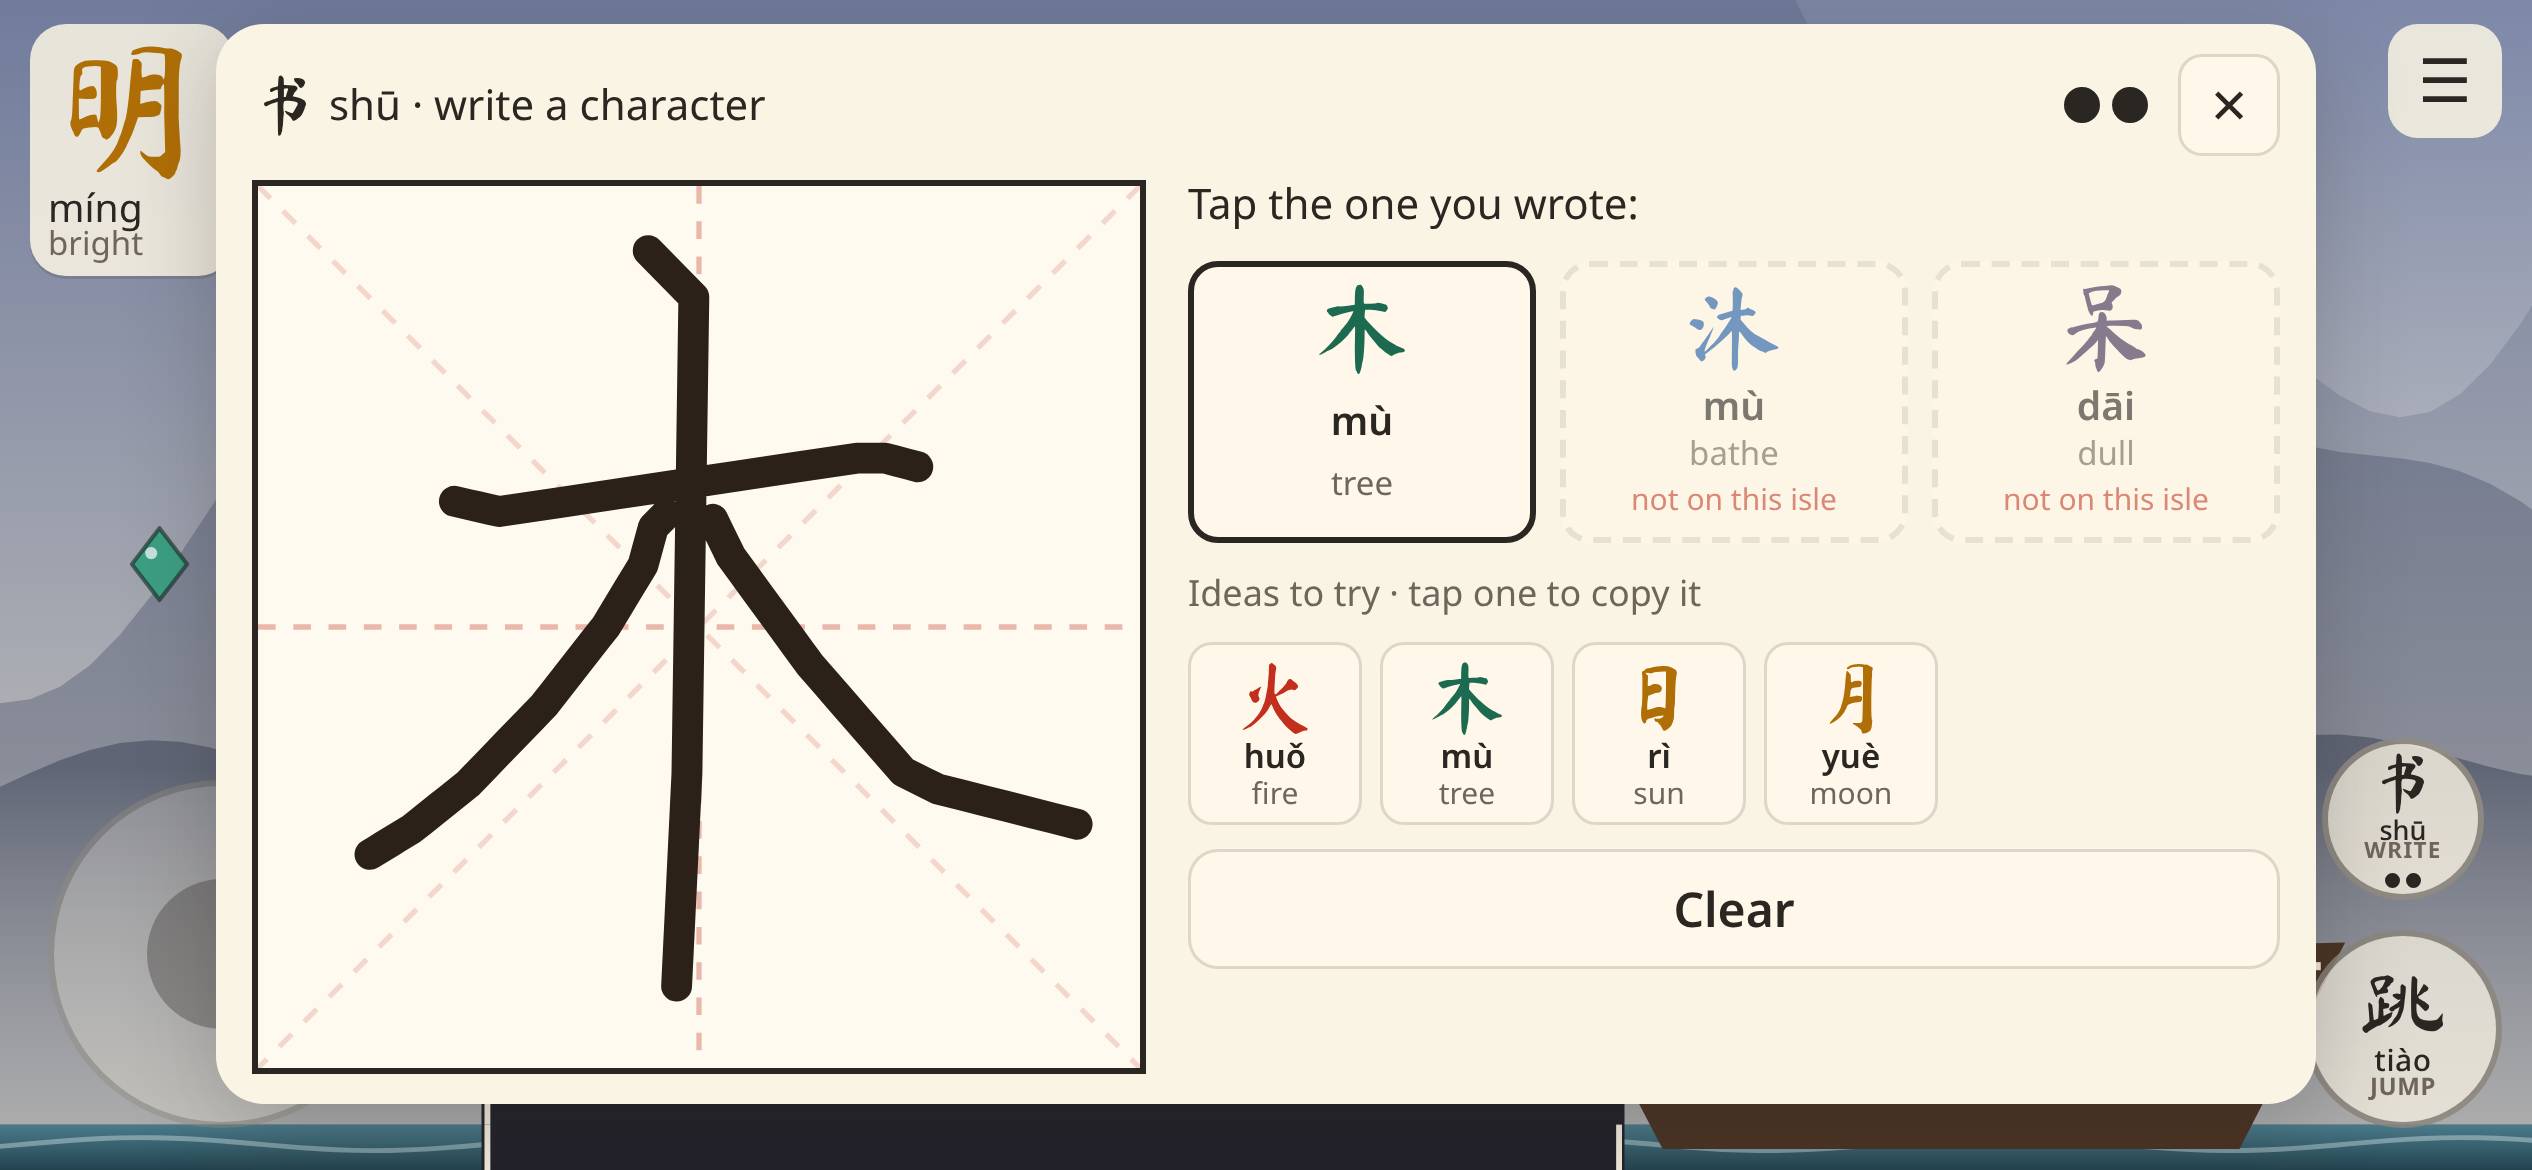 明
míng
bright
书 shū · write a character
✕
☰
木
Tap the one you wrote:
木
mù
tree
沐
mù
bathe
not on this isle
呆
dāi
dull
not on this isle
Ideas to try · tap one to copy it
火
huǒ
fire
木
mù
tree
日
rì
sun
月
yuè
moon
Clear
书
shū
WRITE
跳
tiào
JUMP